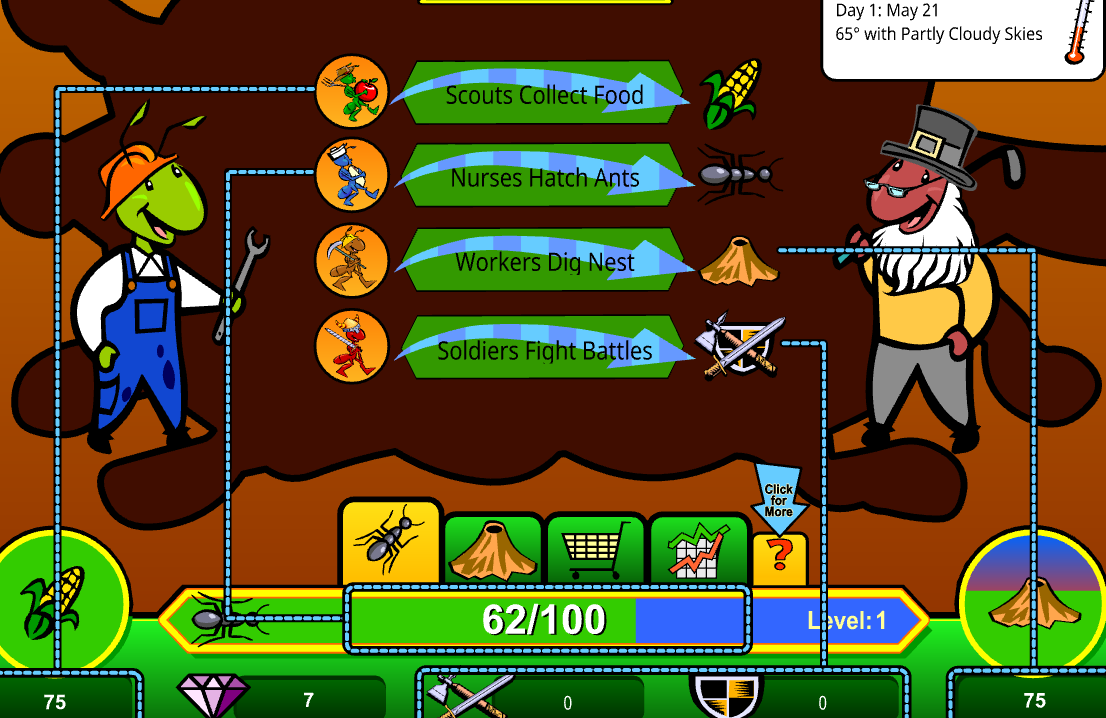 Day 1: May 21
65° with Partly Cloudy Skies
Scouts Collect Food
Nurses Hatch Ants
Workers Dig Nest
Soldiers Fight Battles
Click
for
More
?
62/100
Level: 1
75
7
0
0
75